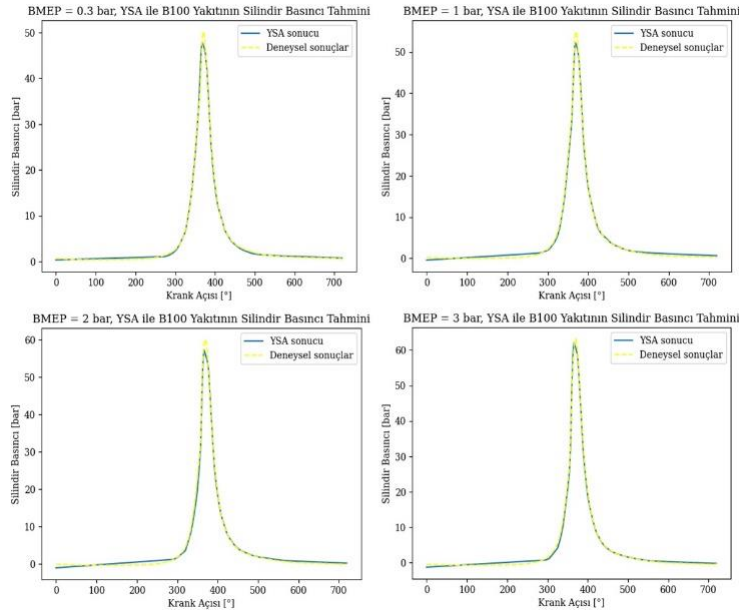 BMEP = 0.3 bar, YSA ile B100 Yakıtının Silindir Basıncı Tahmini
YSA sonucu
Deneysel sonuçlar
Silindir Basıncı [bar]
50
40
30
20
10
0
0 100 200 300 400 500 600 700
Krank Açısı [°]
BMEP = 1 bar, YSA ile B100 Yakıtının Silindir Basıncı Tahmini
YSA sonucu
Deneysel sonuçlar
Silindir Basıncı [bar]
50
40
30
20
10
0
0 100 200 300 400 500 600 700
Krank Açısı [°]
BMEP = 2 bar, YSA ile B100 Yakıtının Silindir Basıncı Tahmini
YSA sonucu
Deneysel sonuçlar
Silindir Basıncı [bar]
60
50
40
30
20
10
0
0 100 200 300 400 500 600 700
Krank Açısı [°]
BMEP = 3 bar, YSA ile B100 Yakıtının Silindir Basıncı Tahmini
YSA sonucu
Deneysel sonuçlar
Silindir Basıncı [bar]
60
50
40
30
20
10
0
0 100 200 300 400 500 600 700
Krank Açısı [°]